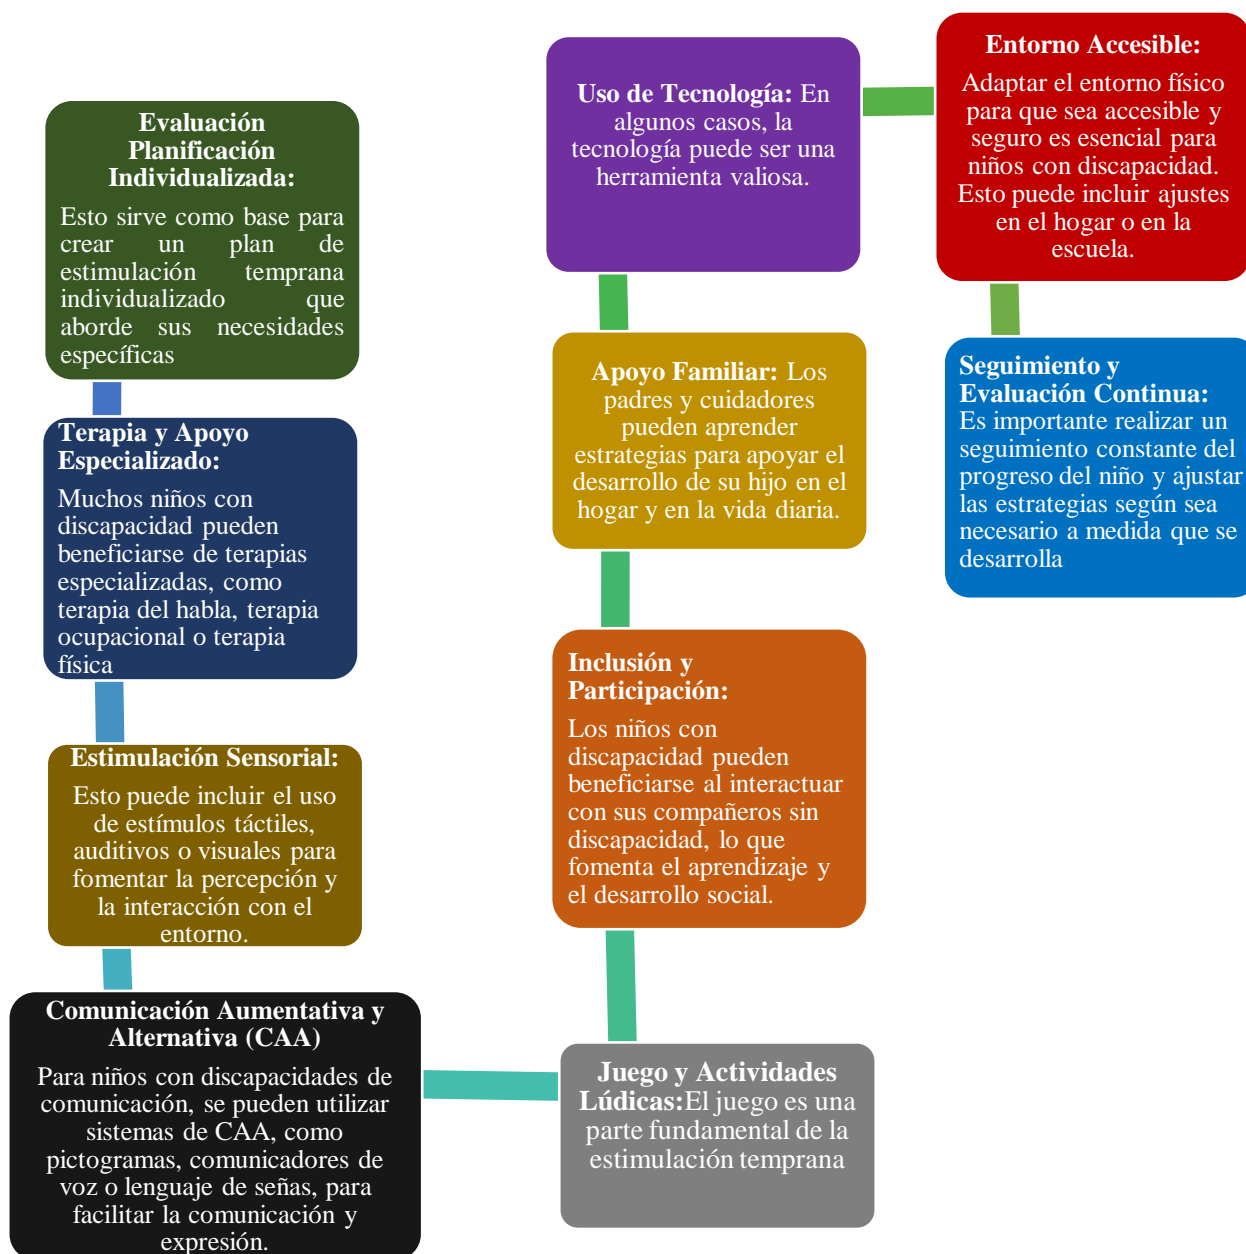 Evaluación
Planificación
Individualizada:
Esto sirve como base para
crear un plan de
estimulación temprana
individualizado que
aborde sus necesidades
específicas
Terapia y Apoyo
Especializado:
Muchos niños con
discapacidad pueden
beneficiarse de terapias
especializadas, como
terapia del habla, terapia
ocupacional o terapia
física
Estimulación Sensorial:
Esto puede incluir el uso
de estímulos táctiles,
auditivos o visuales para
fomentar la percepción y
la interacción con el
entorno.
Comunicación Aumentativa y
Alternativa (CAA)
Para niños con discapacidades de
comunicación, se pueden utilizar
sistemas de CAA, como
pictogramas, comunicadores de
voz o lenguaje de señas, para
facilitar la comunicación y
expresión.
Juego y Actividades
Lúdicas:El juego es una
parte fundamental de la
estimulación temprana
Inclusión y
Participación:
Los niños con
discapacidad pueden
beneficiarse al interactuar
con sus compañeros sin
discapacidad, lo que
fomenta el aprendizaje y
el desarrollo social.
Apoyo Familiar: Los
padres y cuidadores
pueden aprender
estrategias para apoyar el
desarrollo de su hijo en el
hogar y en la vida diaria.
Uso de Tecnología: En
algunos casos, la
tecnología puede ser una
herramienta valiosa.
Entorno Accesible:
Adaptar el entorno físico
para que sea accesible y
seguro es esencial para
niños con discapacidad.
Esto puede incluir ajustes
en el hogar o en la
escuela.
Seguimiento y
Evaluación Continua:
Es importante realizar un
seguimiento constante del
progreso del niño y ajustar
las estrategias según sea
necesario a medida que se
desarrolla